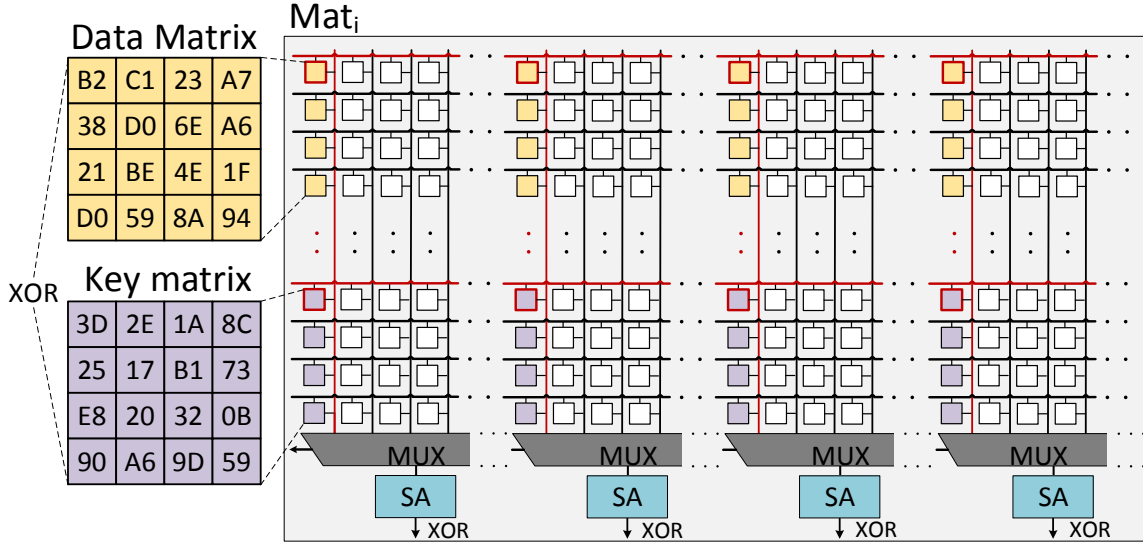 Mat_i
Data Matrix
B2 C1 23 A7
38 D0 6E A6
21 BE 4E 1F
D0 59 8A 94
XOR
Key matrix
3D 2E 1A 8C
25 17 B1 73
E8 20 32 0B
90 A6 9D 59
MUX MUX MUX MUX
SA SA SA SA
XOR XOR XOR XOR